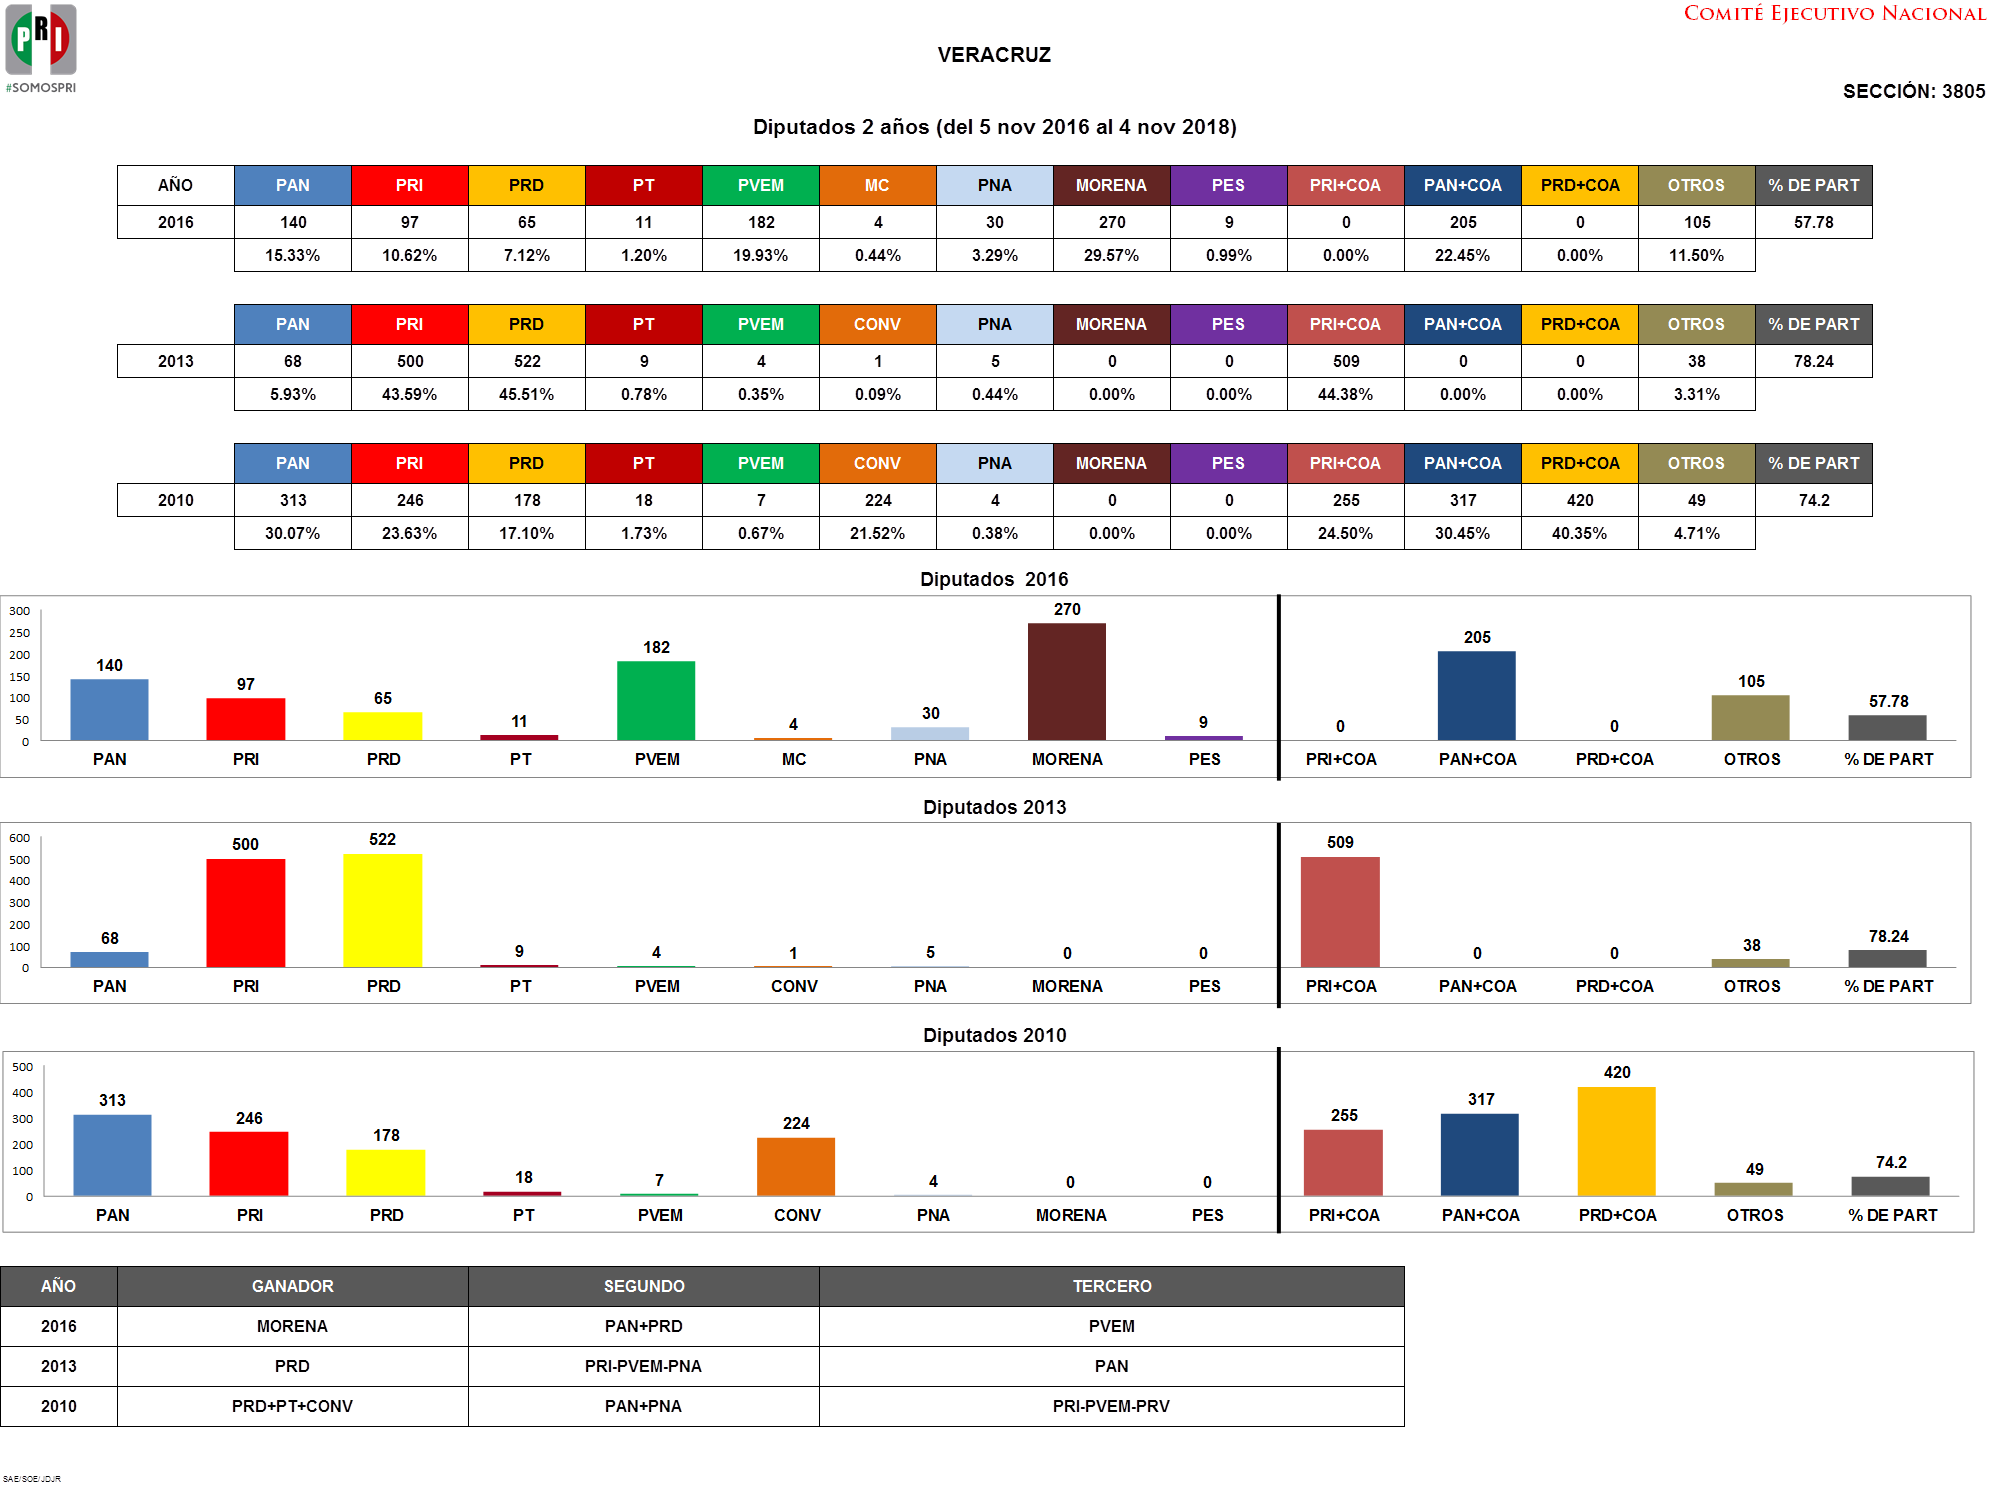 PRI
#SOMOSPRI
COMITÉ EJECUTIVO NACIONAL
VERACRUZ
SECCIÓN: 3805
Diputados 2 años (del 5 nov 2016 al 4 nov 2018)
AÑO PAN PRI PRD PT PVEM MC PNA MORENA PES PRI+COA PAN+COA PRD+COA OTROS % DE PART
2016 140 97 65 11 182 4 30 270 9 0 205 0 105 57.78
15.33% 10.62% 7.12% 1.20% 19.93% 0.44% 3.29% 29.57% 0.99% 0.00% 22.45% 0.00% 11.50%
PAN PRI PRD PT PVEM CONV PNA MORENA PES PRI+COA PAN+COA PRD+COA OTROS % DE PART
2013 68 500 522 9 4 1 5 0 0 509 0 0 38 78.24
5.93% 43.59% 45.51% 0.78% 0.35% 0.09% 0.44% 0.00% 0.00% 44.38% 0.00% 0.00% 3.31%
PAN PRI PRD PT PVEM CONV PNA MORENA PES PRI+COA PAN+COA PRD+COA OTROS % DE PART
2010 313 246 178 18 7 224 4 0 0 255 317 420 49 74.2
30.07% 23.63% 17.10% 1.73% 0.67% 21.52% 0.38% 0.00% 0.00% 24.50% 30.45% 40.35% 4.71%
Diputados 2016
300
250
200
150
100
50
0
140 97 65 11 182 4 30 270 9 0 205 0 105 57.78
PAN PRI PRD PT PVEM MC PNA MORENA PES PRI+COA PAN+COA PRD+COA OTROS % DE PART
Diputados 2013
600
500
400
300
200
100
0
68 500 522 9 4 1 5 0 0 509 0 0 38 78.24
PAN PRI PRD PT PVEM CONV PNA MORENA PES PRI+COA PAN+COA PRD+COA OTROS % DE PART
Diputados 2010
500
400
300
200
100
0
313 246 178 18 7 224 4 0 0 255 317 420 49 74.2
PAN PRI PRD PT PVEM CONV PNA MORENA PES PRI+COA PAN+COA PRD+COA OTROS % DE PART
AÑO GANADOR SEGUNDO TERCERO
2016 MORENA PAN+PRD PVEM
2013 PRD PRI-PVEM-PNA PAN
2010 PRD+PT+CONV PAN+PNA PRI-PVEM-PRV
SAE/SOE/JDJR